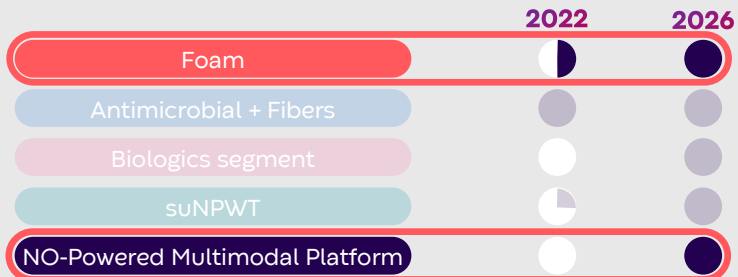 2022 2026
Foam
Antimicrobial + Fibers
Biologics segment
suNPWT
NO-Powered Multimodal Platform